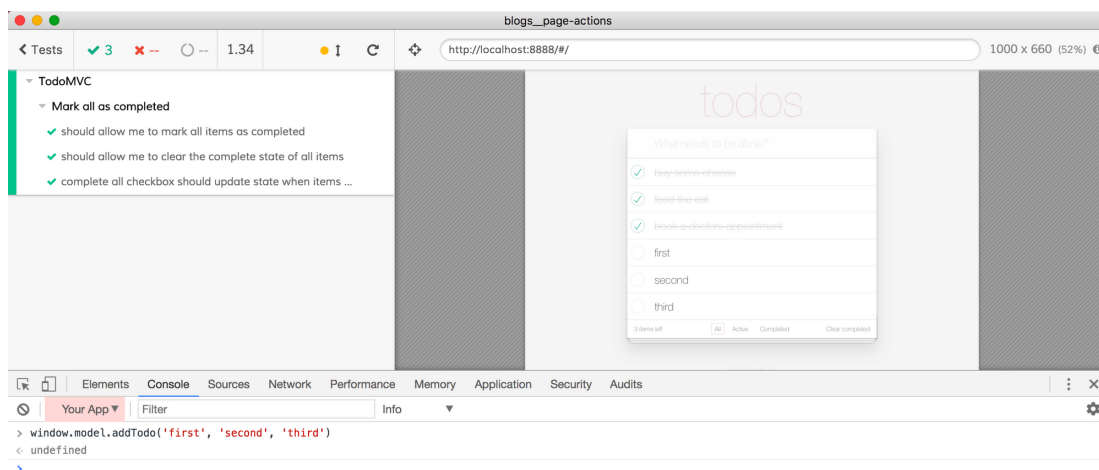 blogs__page-actions
Tests 3 -- -- 1.34 http://localhost:8888/#/ 1000 x 660 (52%)
TodoMVC
Mark all as completed
should allow me to mark all items as completed
should allow me to clear the complete state of all items
complete all checkbox should update state when items ...
todos
What needs to be done?
buy some cheese
feed the cat
book a doctors appointment
first
second
third
3 items left All Active Completed Clear completed
Elements Console Sources Network Performance Memory Application Security Audits
Your App Filter Info
> window.model.addTodo('first', 'second', 'third')
undefined